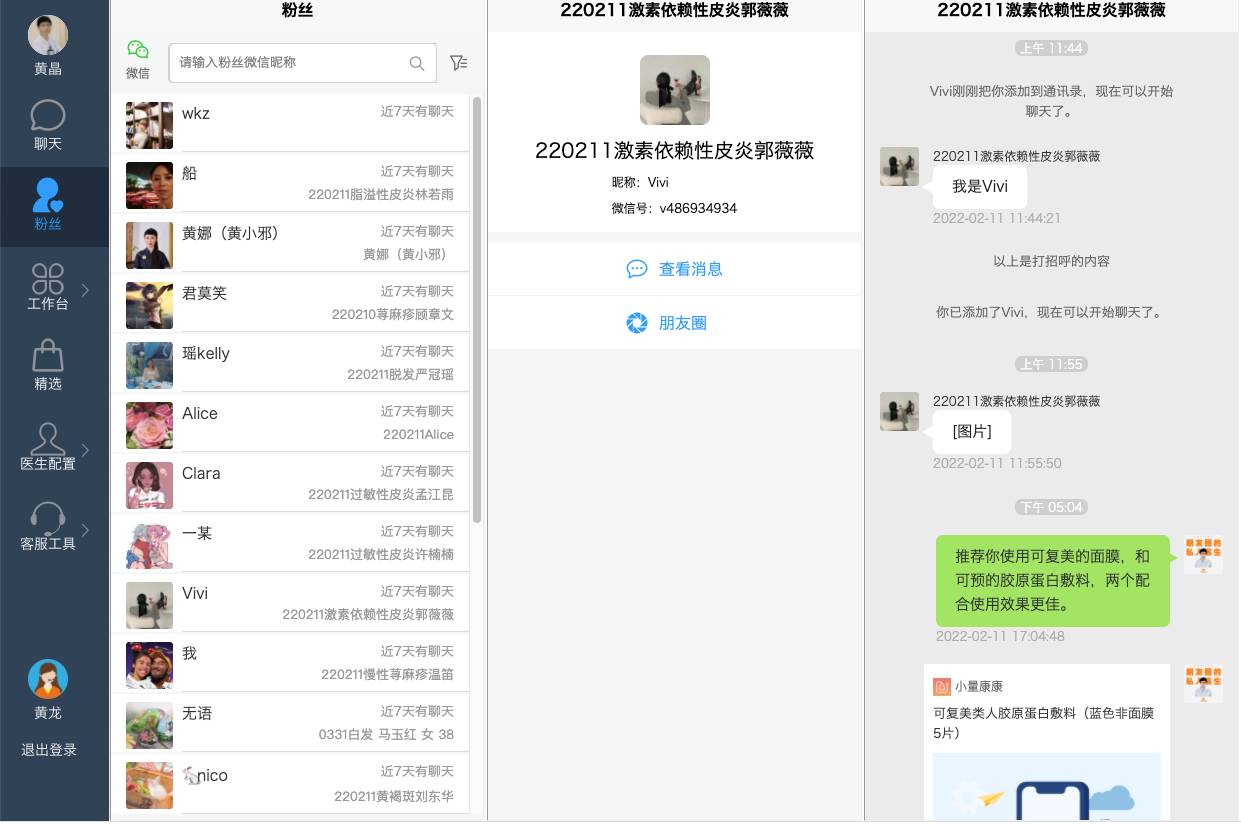 黄晶
聊天
粉丝
工作台
精选
医生配置
客服工具
黄龙
退出登录
粉丝
微信
请输入粉丝微信昵称
wkz
近7天有聊天
船
近7天有聊天
220211脂溢性皮炎林若雨
黄娜（黄小邪）
近7天有聊天
黄娜（黄小邪）
君莫笑
近7天有聊天
220210荨麻疹顾章文
瑶kelly
近7天有聊天
220211脱发严冠瑶
Alice
近7天有聊天
220211Alice
Clara
近7天有聊天
220211过敏性皮炎孟江昆
一某
近7天有聊天
220211过敏性皮炎许楠楠
Vivi
近7天有聊天
220211激素依赖性皮炎郭薇薇
我
近7天有聊天
220211慢性荨麻疹温笛
无语
近7天有聊天
0331白发 马玉红 女 38
🐇nico
近7天有聊天
220211黄褐斑刘东华
220211激素依赖性皮炎郭薇薇
220211激素依赖性皮炎郭薇薇
昵称：Vivi
微信号：v486934934
查看消息
朋友圈
220211激素依赖性皮炎郭薇薇
上午 11:44
Vivi刚刚把你添加到通讯录，现在可以开始
聊天了。
220211激素依赖性皮炎郭薇薇
我是Vivi
2022-02-11 11:44:21
以上是打招呼的内容
你已添加了Vivi，现在可以开始聊天了。
上午 11:55
220211激素依赖性皮炎郭薇薇
[图片]
2022-02-11 11:55:50
下午 05:04
推荐你使用可复美的面膜，和
可预的胶原蛋白敷料，两个配
合使用效果更佳。
朋友圈的
私人医生
2022-02-11 17:04:48
朋友圈的
私人医生
小量康康
可复美类人胶原蛋白敷料（蓝色非面膜
5片）